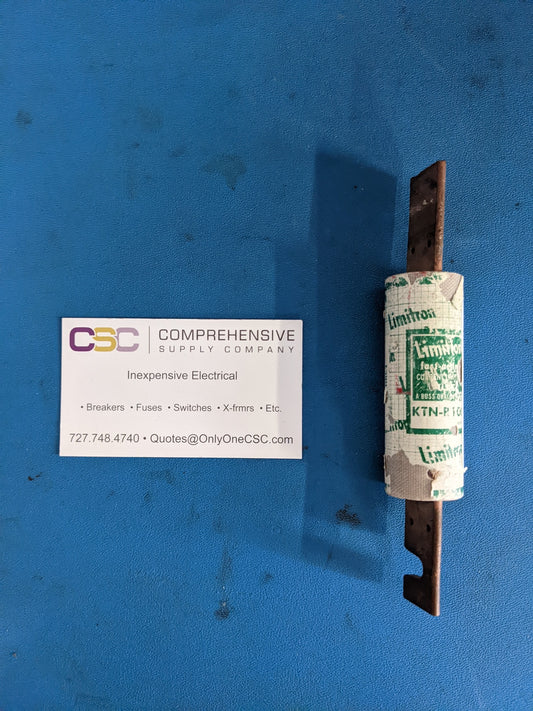 CSC COMPREHENSIVE
SUPPLY COMPANY
Inexpensive Electrical
• Breakers • Fuses • Switches • X-frmrs • Etc.
727.748.4740 • Quotes@OnlyOneCSC.com
Limitron
Limitron
KTN-R
Limitron